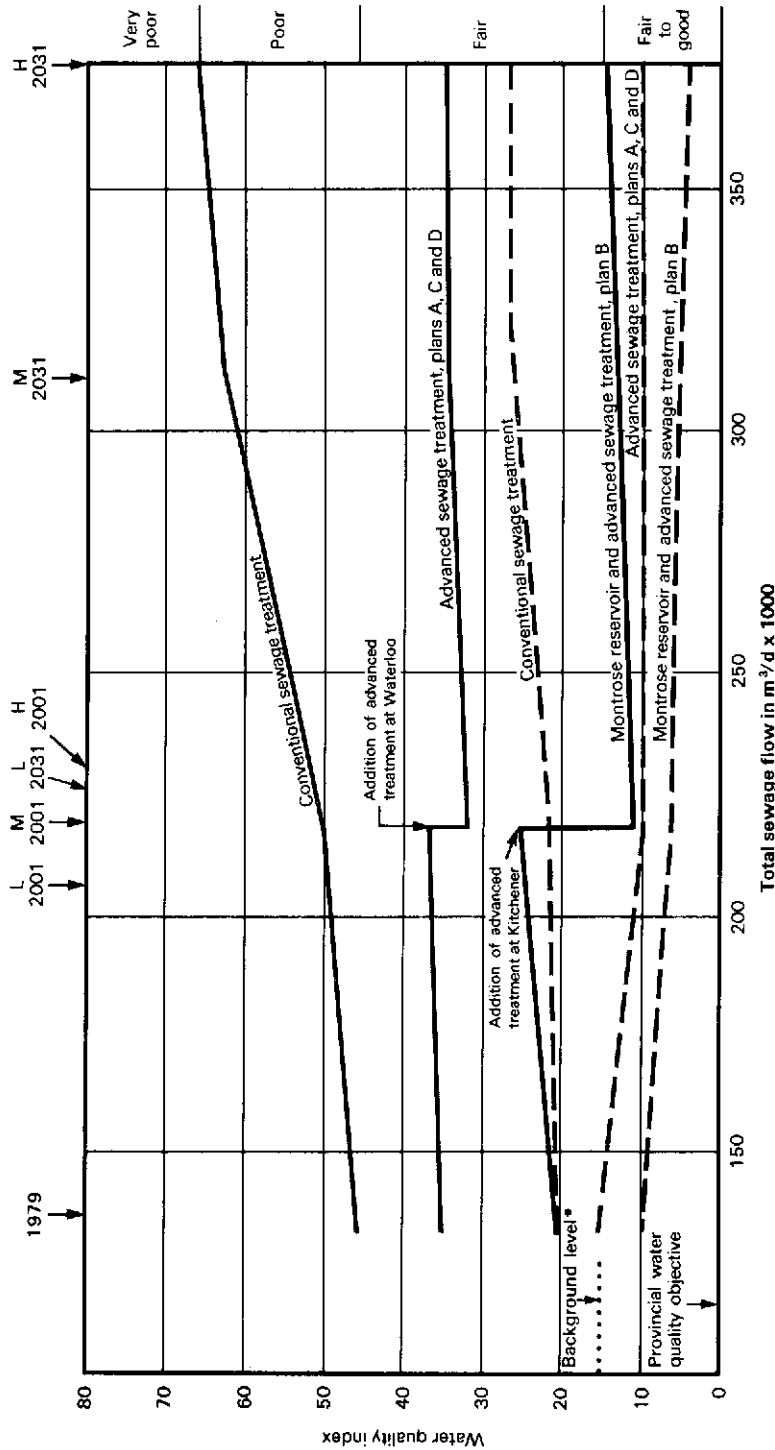 1979
L
2001
M
2001
L
2031
H
2001
M
2031
H
2031
Very
poor
Poor
Fair
Fair
to
good
Water quality index
80
70
60
50
40
30
20
10
0
Conventional sewage treatment
Addition of advanced
treatment at Waterloo
Advanced sewage treatment, plans A, C and D
Addition of advanced
treatment at Kitchener
Conventional sewage treatment
Montrose reservoir and advanced sewage treatment, plan B
Advanced sewage treatment, plans A, C and D
Montrose reservoir and advanced sewage treatment, plan B
Background level*
Provincial water
quality objective
150
200
250
300
350
Total sewage flow in m³/d x 1000